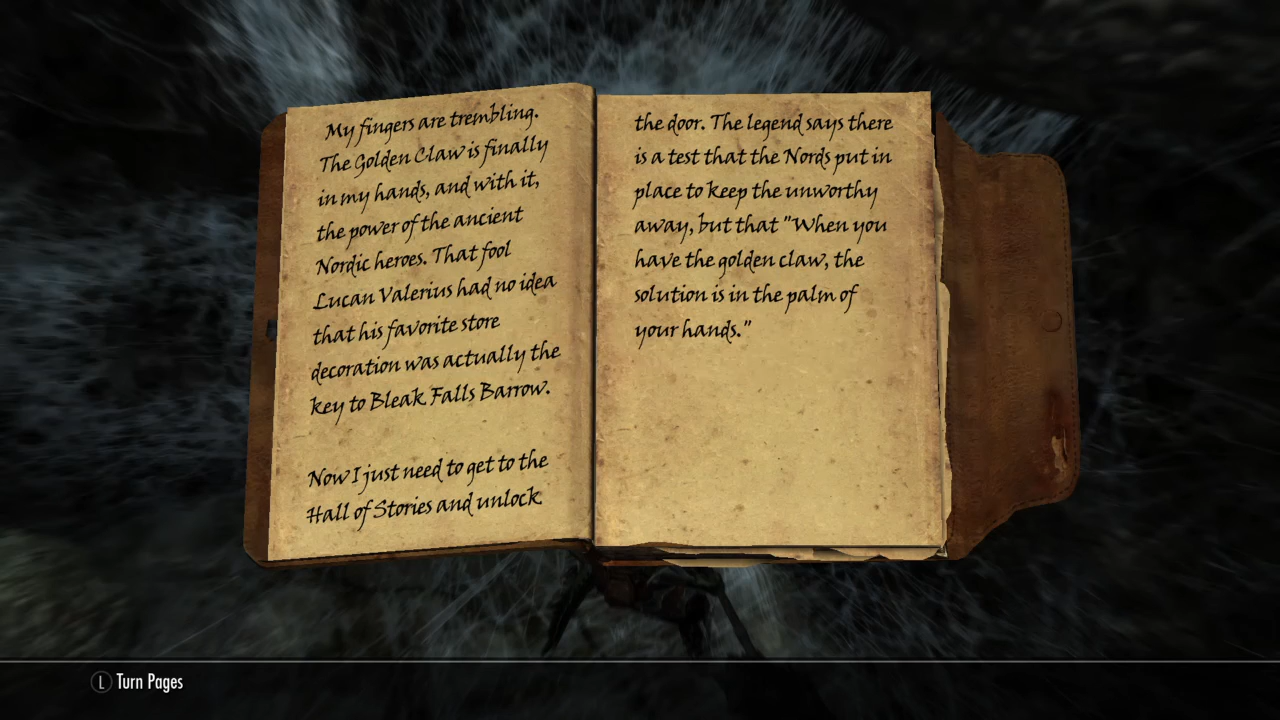 My fingers are trembling.
The Golden Claw is finally
in my hands, and with it,
the power of the ancient
Nordic heroes. That fool
Lucan Valerius had no idea
that his favorite store
decoration was actually the
key to Bleak Falls Barrow.
Now I just need to get to the
Hall of Stories and unlock
the door. The legend says there
is a test that the Nords put in
place to keep the unworthy
away, but that "When you
have the golden claw, the
solution is in the palm of
your hands."
L Turn Pages